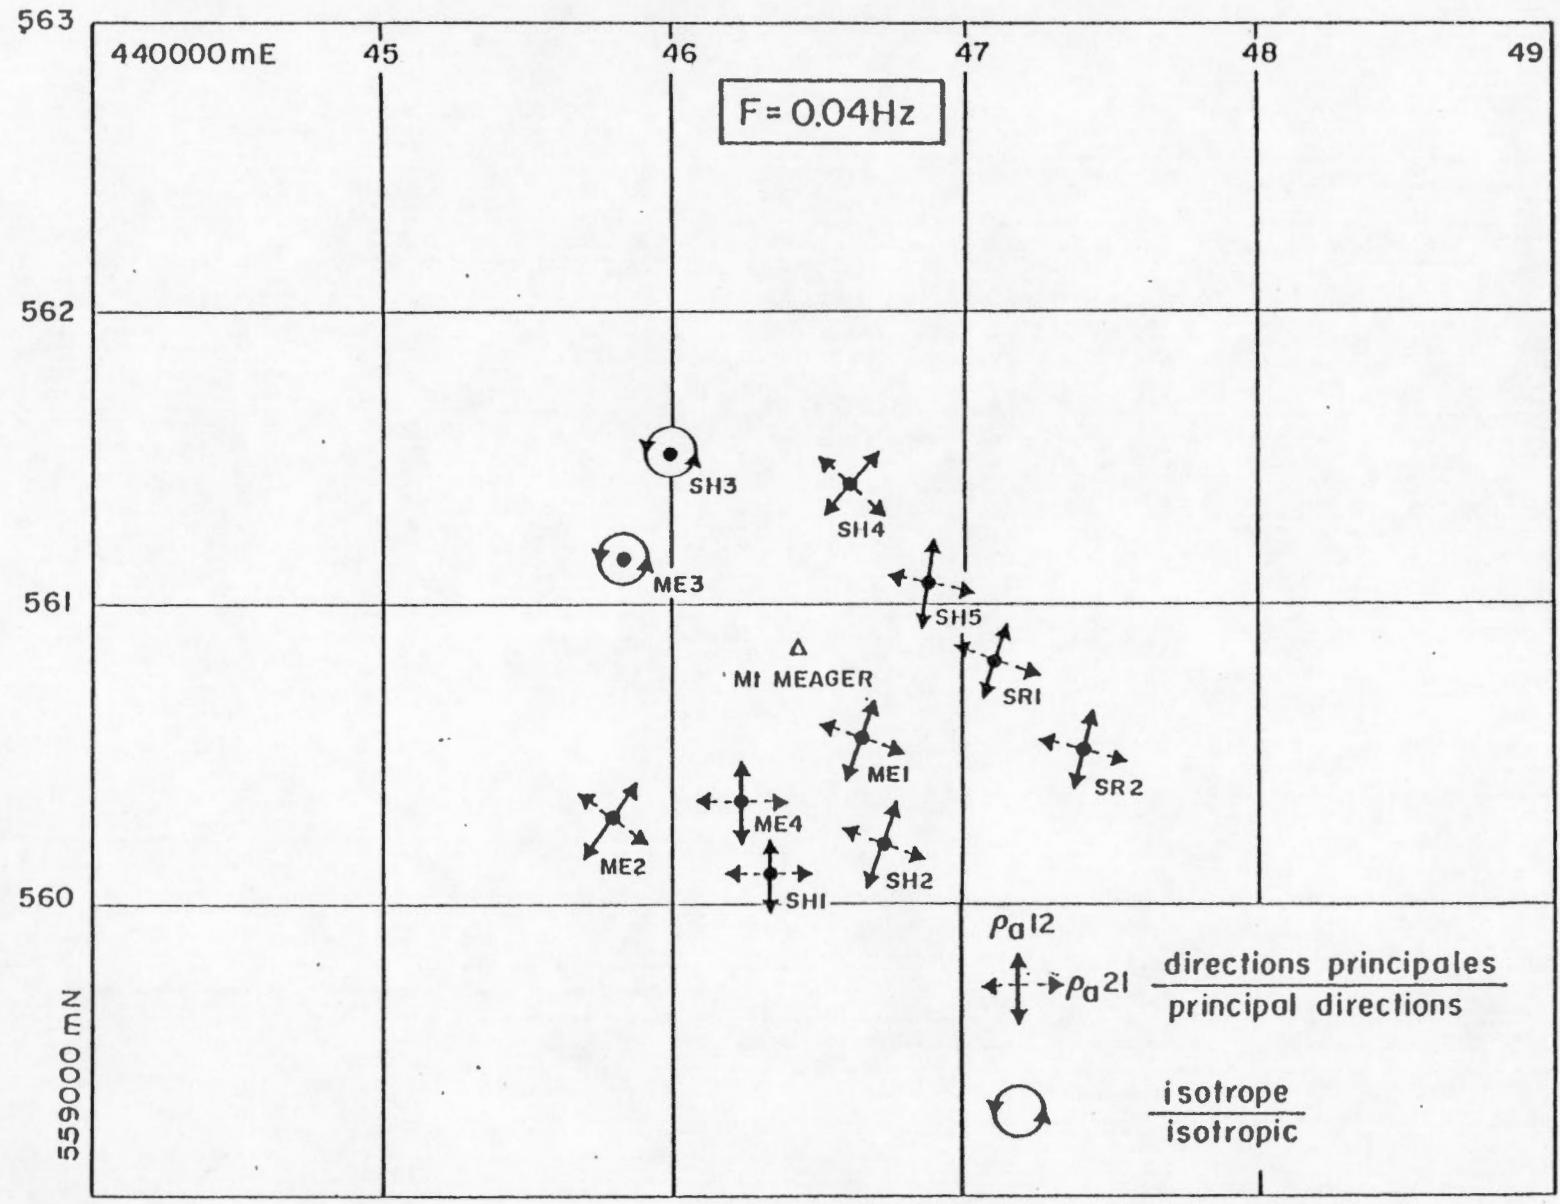 563
440000mE 45 46 47 48 49
F=0.04Hz
562
SH3
SH4
ME3
561
SH5
Mt MEAGER
SR1
ME1
SR2
ME4
ME2
SH2
SH1
560
ρa12
ρa21
directions principales
principal directions
5559000 mN
isotrope
isotropic